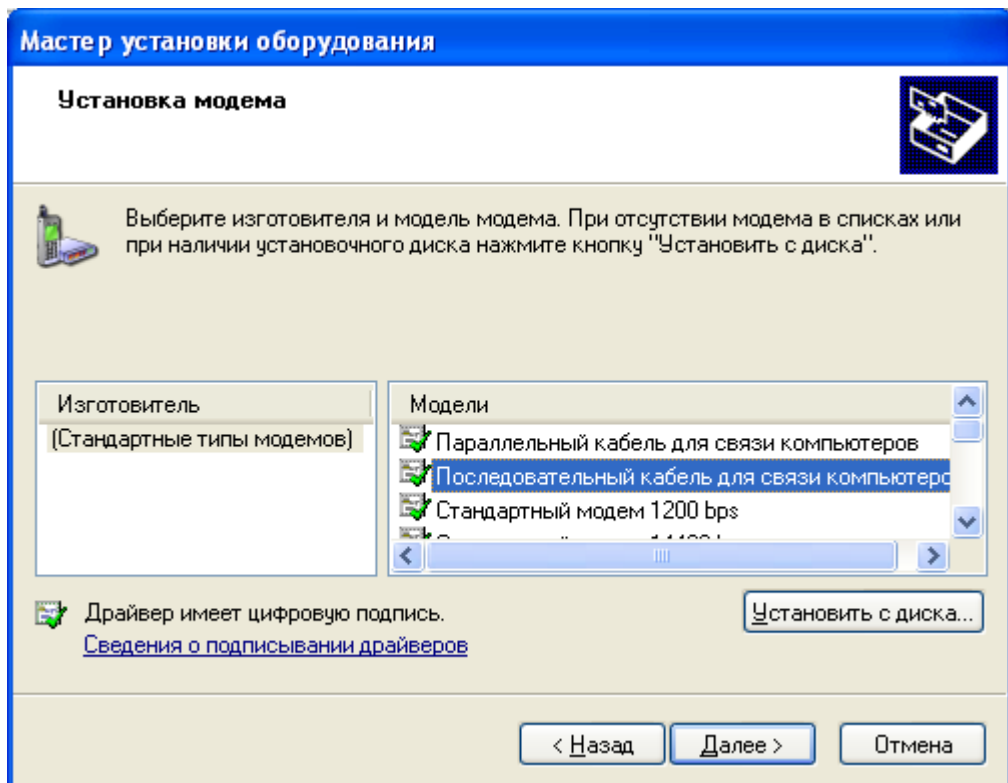 Мастер установки оборудования
Установка модема
Выберите изготовителя и модель модема. При отсутствии модема в списках или
при наличии установочного диска нажмите кнопку "Установить с диска".
Изготовитель
(Стандартные типы модемов)
Модели
Параллельный кабель для связи компьютеров
Последовательный кабель для связи компьютеро
Стандартный модем 1200 bps
Драйвер имеет цифровую подпись.
Сведения о подписывании драйверов
Установить с диска...
< Назад
Далее >
Отмена